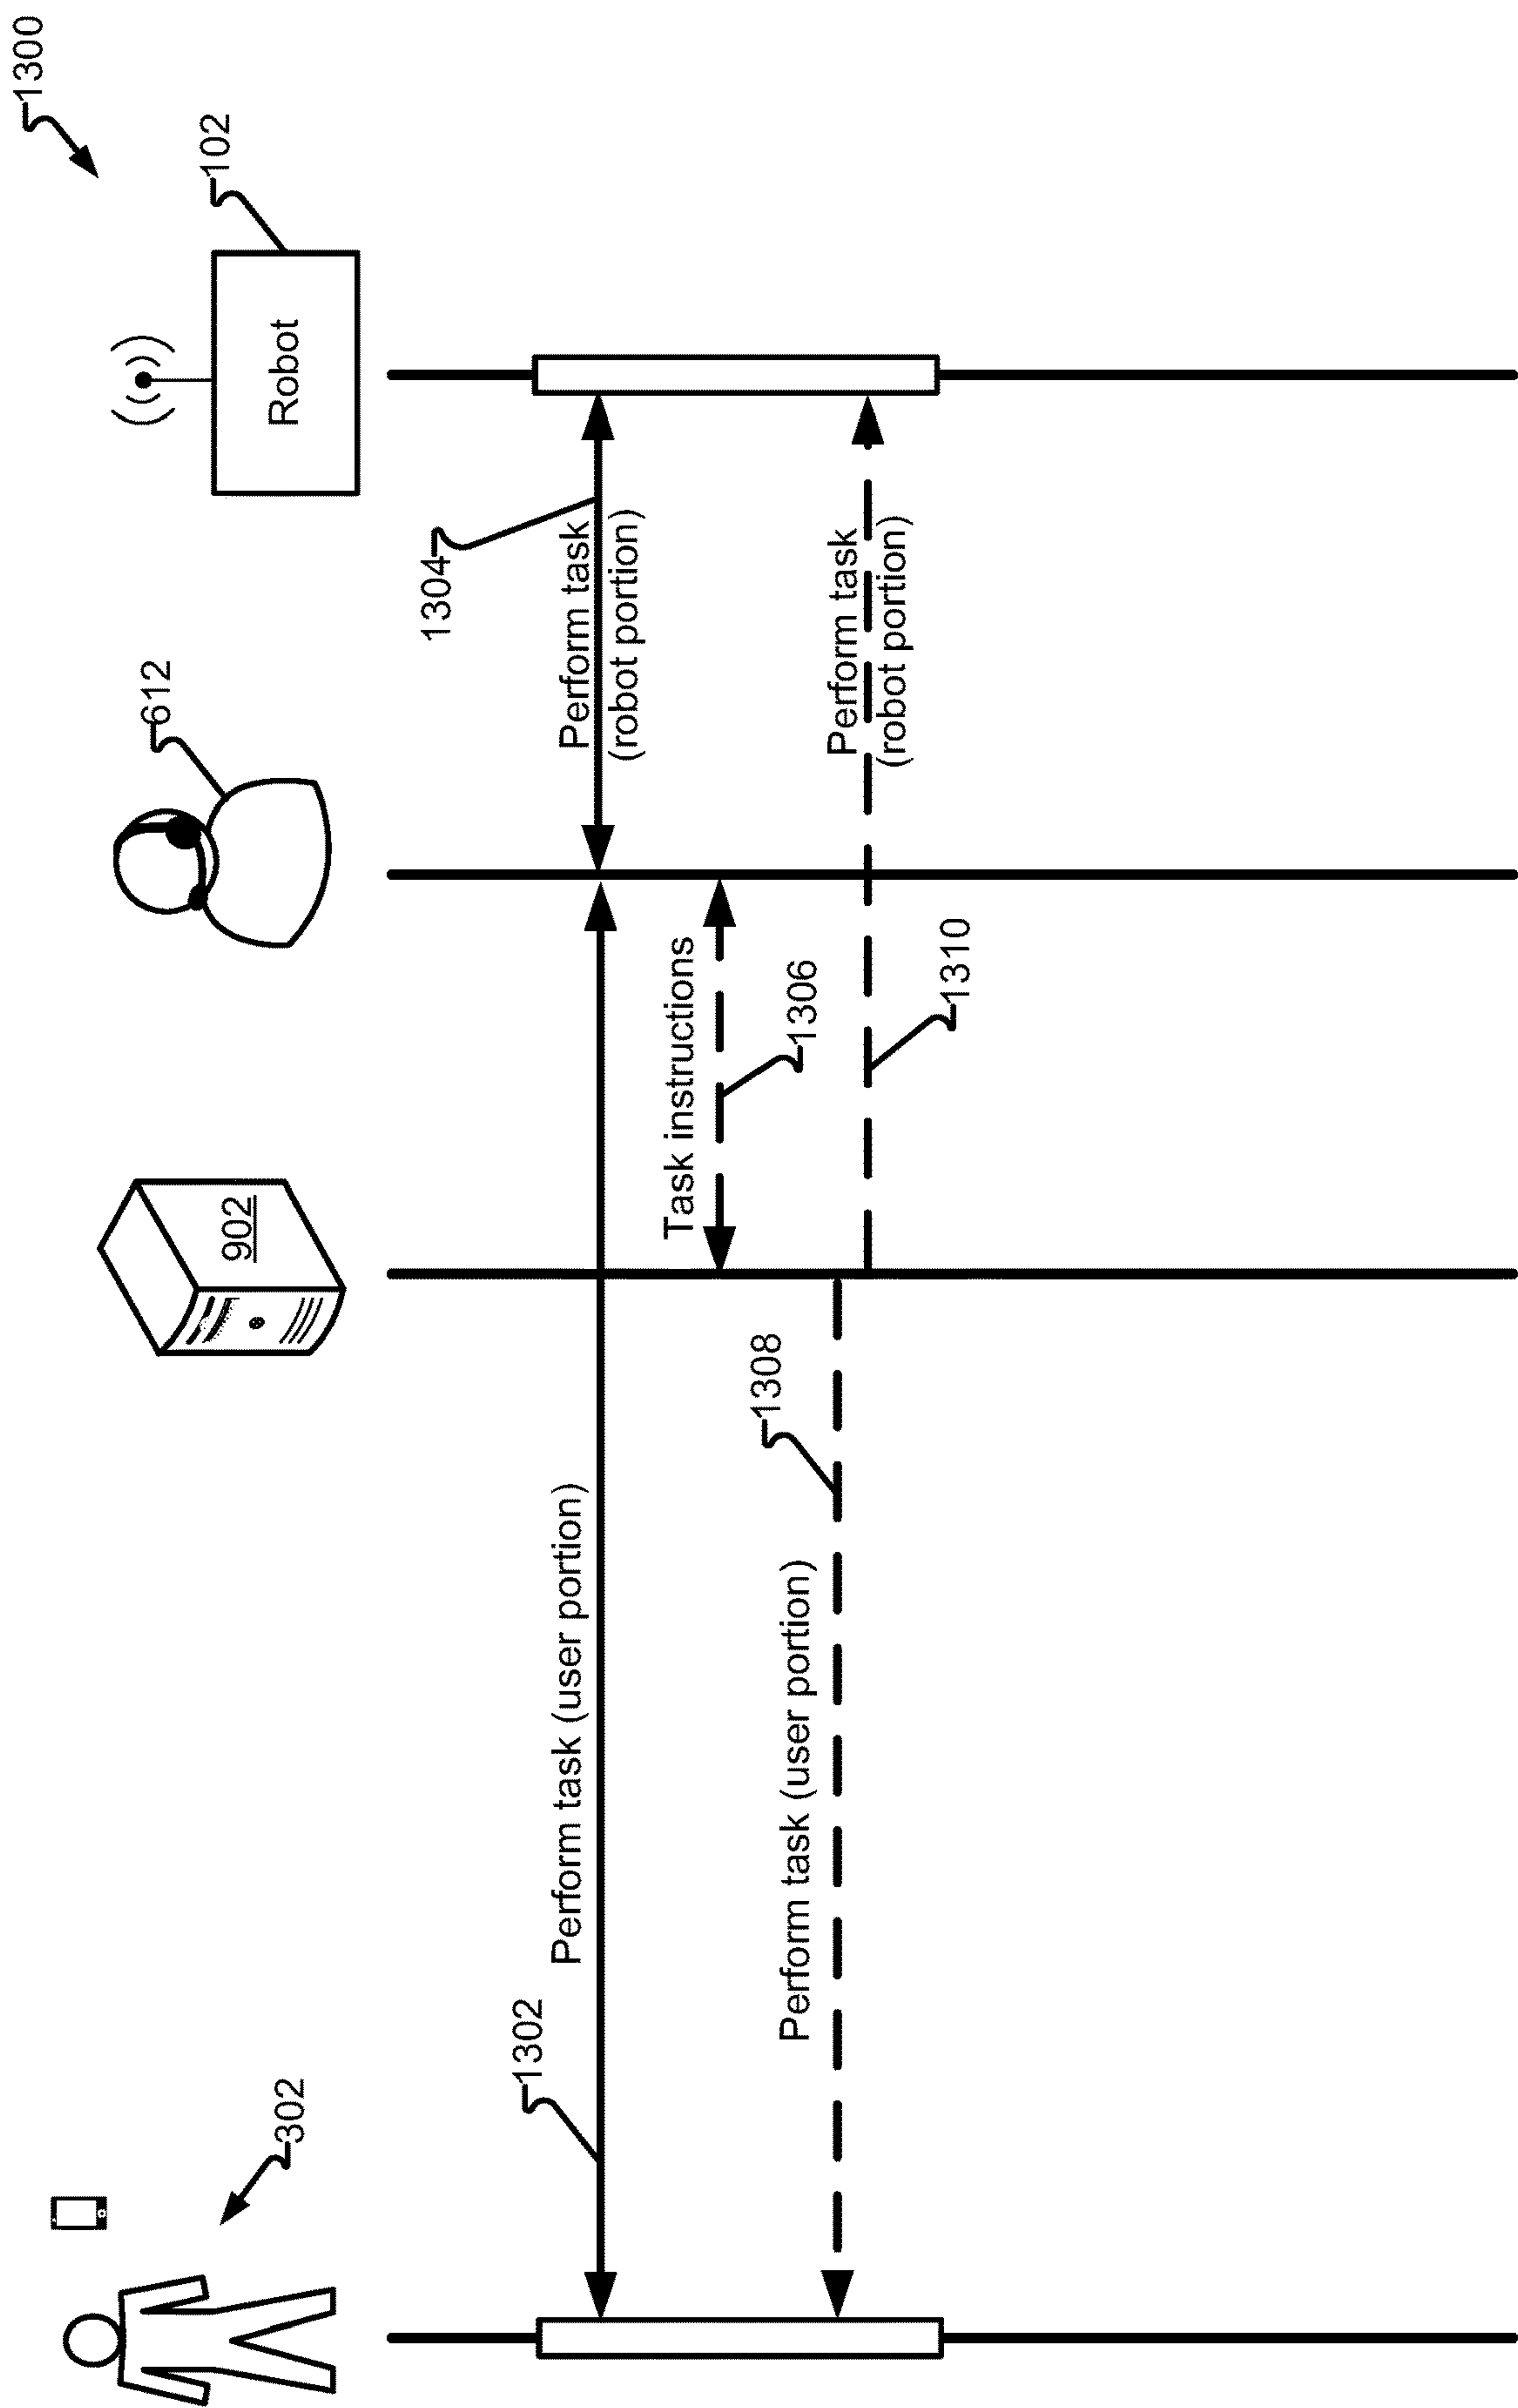 1300
302
902
612
Robot
102
1302
Perform task (user portion)
1304
Perform task
(robot portion)
Task instructions
1306
1308
Perform task (user portion)
Perform task
(robot portion)
1310